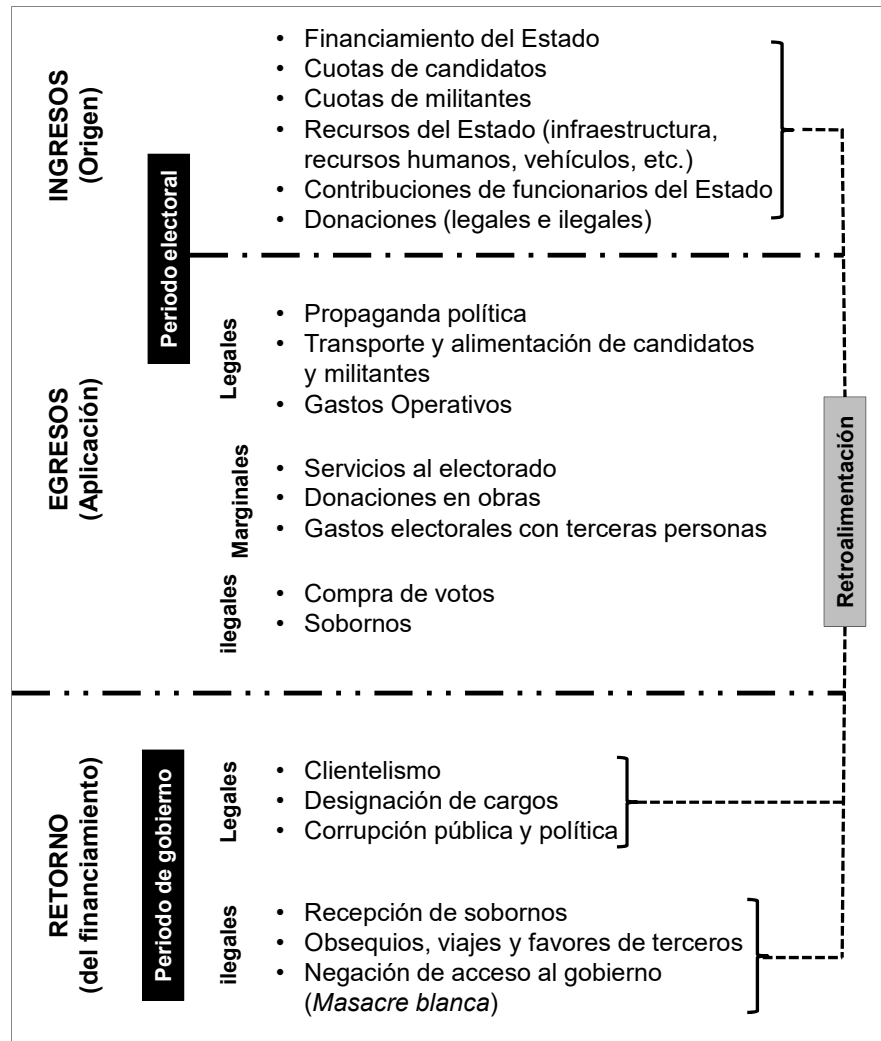 INGRESOS
(Origen)
Periodo electoral
• Financiamiento del Estado
• Cuotas de candidatos
• Cuotas de militantes
• Recursos del Estado (infraestructura,
recursos humanos, vehículos, etc.)
• Contribuciones de funcionarios del Estado
• Donaciones (legales e ilegales)
EGRESOS
(Aplicación)
Legales
• Propaganda política
• Transporte y alimentación de candidatos
y militantes
• Gastos Operativos
Marginales
• Servicios al electorado
• Donaciones en obras
• Gastos electorales con terceras personas
ilegales
• Compra de votos
• Sobornos
Retroalimentación
RETORNO
(del financiamiento)
Periodo de gobierno
Legales
• Clientelismo
• Designación de cargos
• Corrupción pública y política
ilegales
• Recepción de sobornos
• Obsequios, viajes y favores de terceros
• Negación de acceso al gobierno
(Masacre blanca)